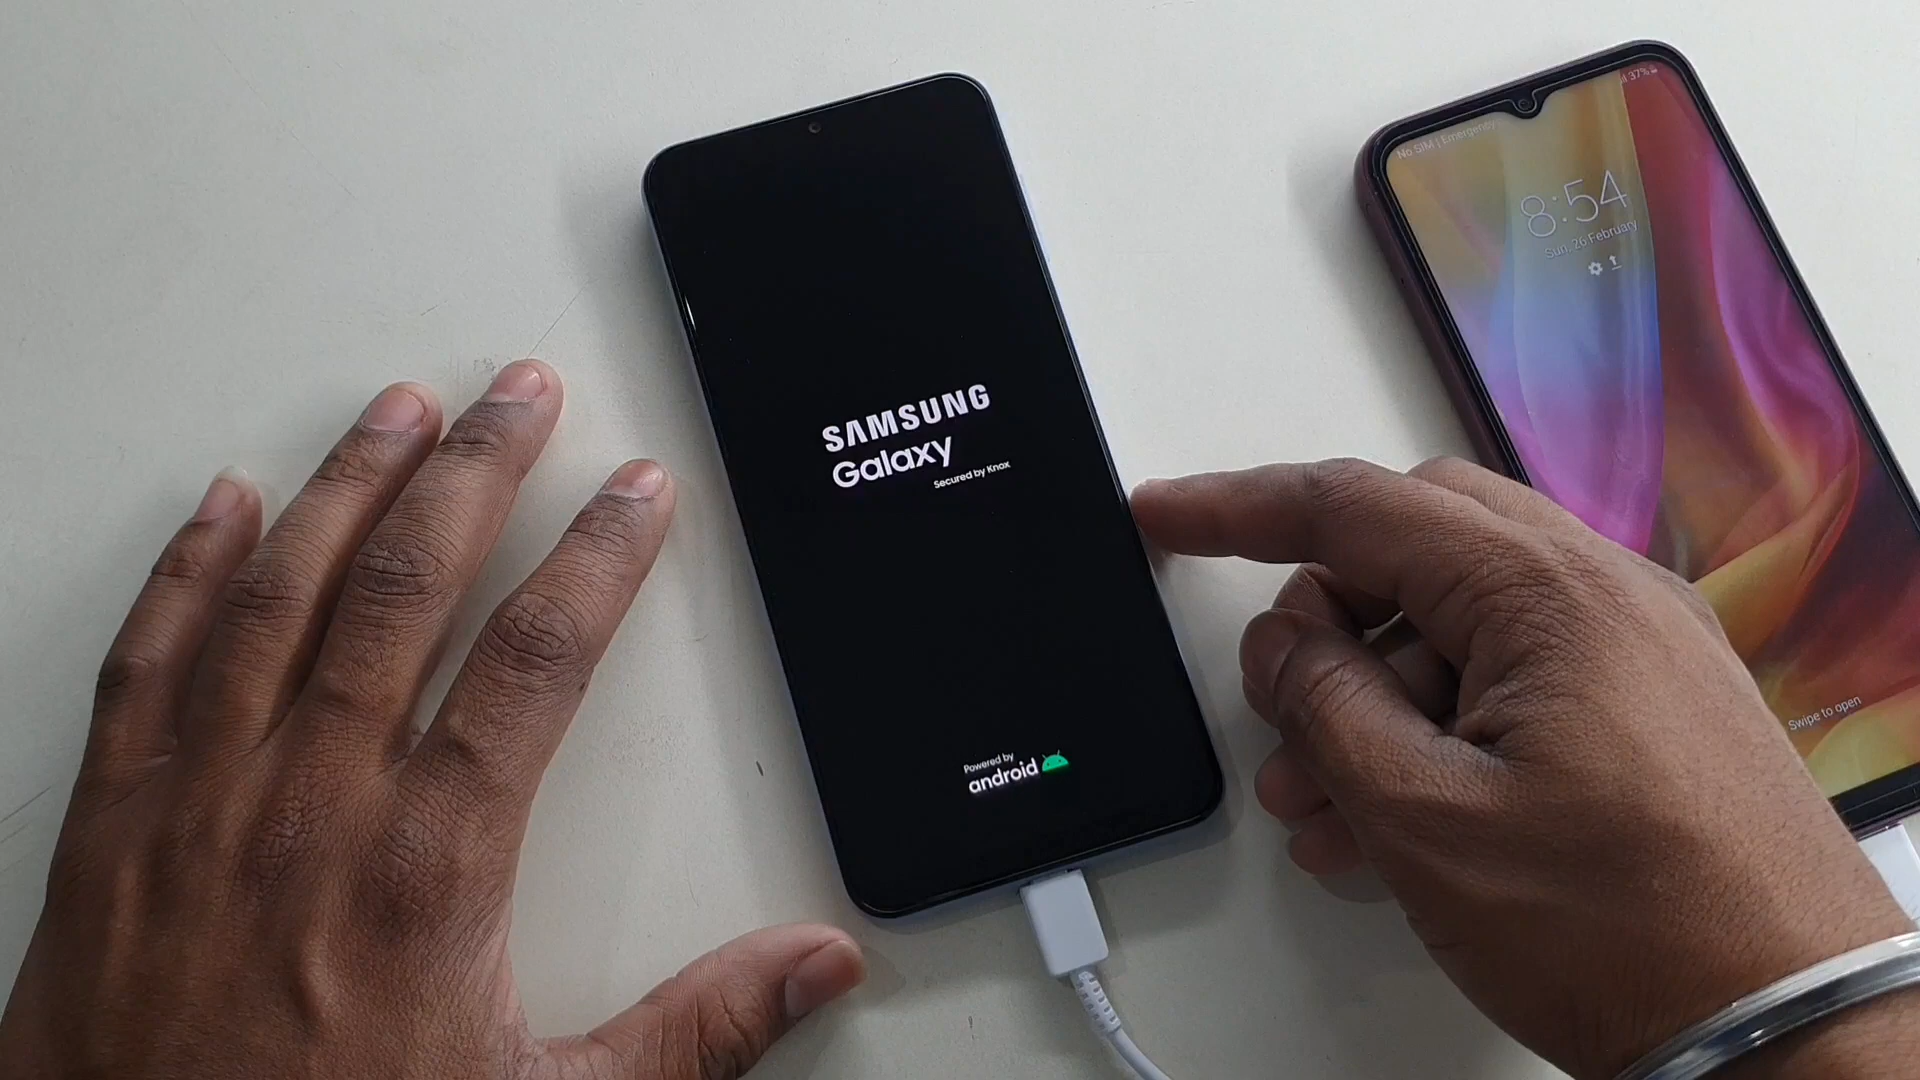 SAMSUNG
Galaxy
Secured by Knox
Powered by
android
37%
No SIM | Emergency
8:54
Sun, 26 February
Swipe to open